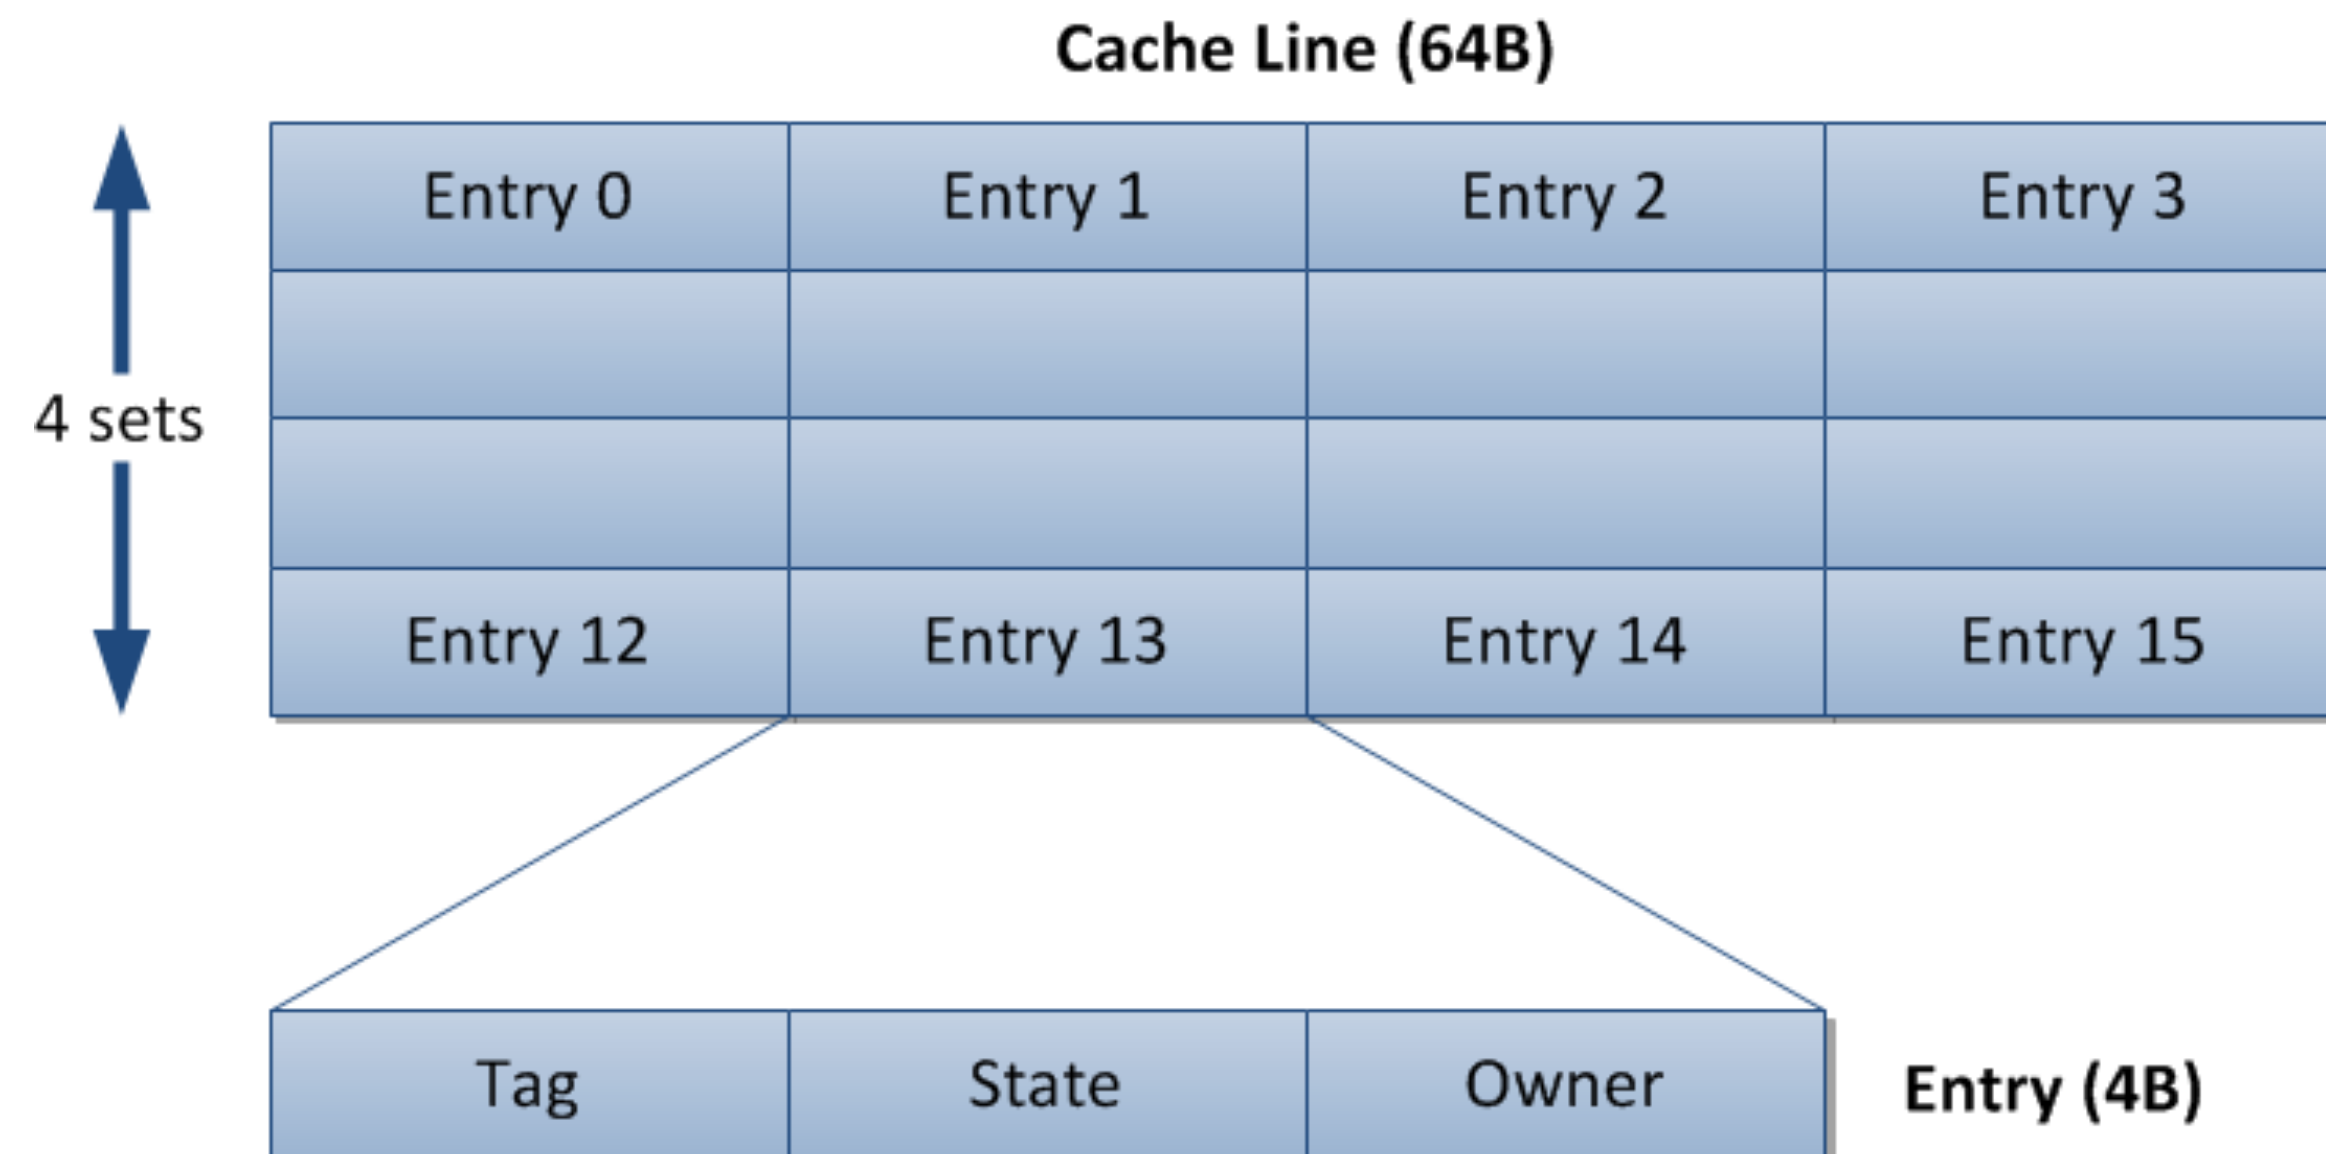 Cache Line (64B)
Entry 0 Entry 1 Entry 2 Entry 3
4 sets
Entry 12 Entry 13 Entry 14 Entry 15
Tag State Owner Entry (4B)